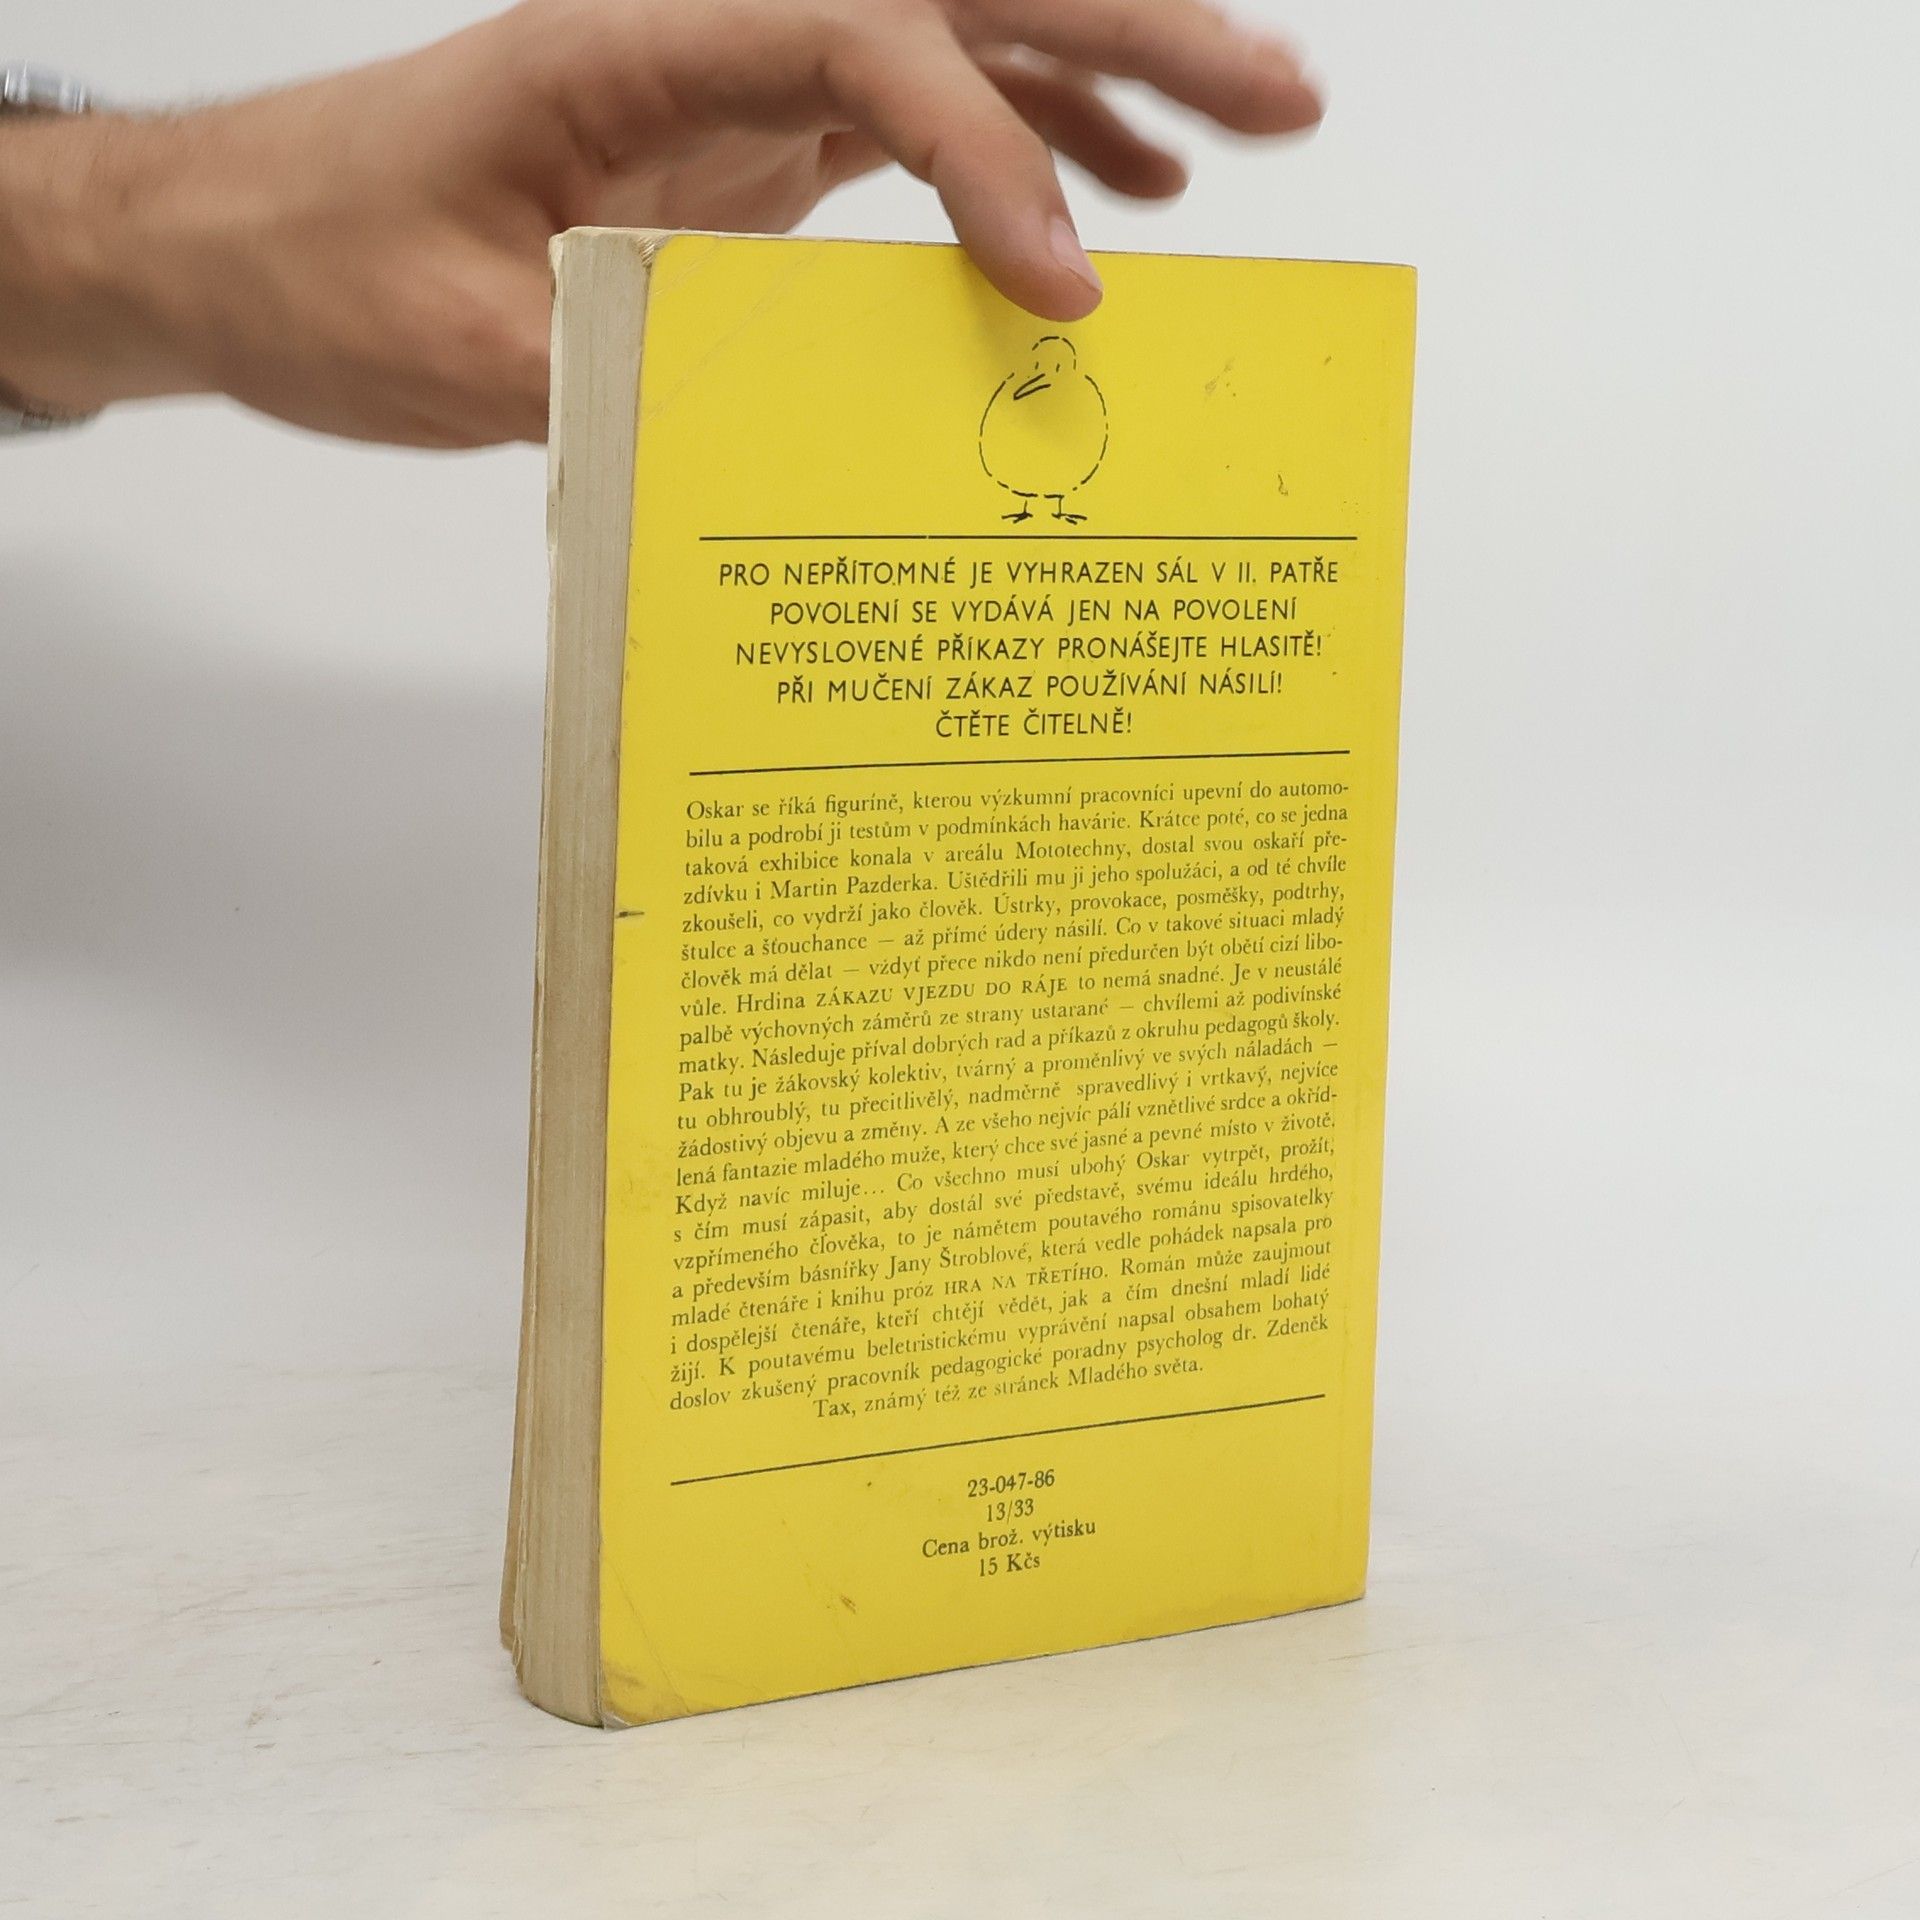 PRO NEPŘÍTOMNÉ JE VYHRAZEN SÁL V II. PATŘE
POVOLENÍ SE VYDÁVÁ JEN NA POVOLENÍ
NEVYSLOVENÉ PŘÍKAZY PRONÁŠEJTE HLASITĚ!
PŘI MUČENÍ ZÁKAZ POUŽÍVÁNÍ NÁSILÍ!
ČTĚTE ČITELNĚ!
Oskar se říká figuríně, kterou výzkumní pracovníci upevní do automo-
bilu a podrobí ji testům v podmínkách havárie. Krátce poté, co se jedna
taková exhibice konala v areálu Mototechny, dostal svou oskaří pře-
zdívku i Martin Pazderka. Uštědřili mu ji jeho spolužáci, a od té chvíle
zkoušeli, co vydrží jako člověk. Ústrky, provokace, posměšky, podtrhy,
štulce a šťouchance — až přímé údery násilí. Co v takové situaci mladý
člověk má dělat — vždyť přece nikdo není předurčen být obětí cizí libo-
vůle. Hrdina ZÁKAZU VJEZDU DO RÁJE to nemá snadné. Je v neustálé
palbě výchovných záměrů ze strany ustarané — chvílemi až podivínské
matky. Následuje příval dobrých rad a příkazů z okruhu pedagogů školy.
Pak tu je žákovský kolektiv, tvárný a proměnlivý ve svých náladách —
tu obhroublý, tu přecitlivělý, nadměrně spravedlivý i vrtkavý, nejvíce
žádostivý objevu a změny. A ze všeho nejvíc pálí vznětlivé srdce a okříd-
lená fantazie mladého muže, který chce své jasné a pevné místo v životě.
Když navíc miluje... Co všechno musí ubohý Oskar vytrpět, prožít,
s čím musí zápasit, aby dostál své představě, svému ideálu hrdého,
vzpřímeného člověka, to je námětem poutavého románu spisovatelky
a především básnířky Jany Štroblové, která vedle pohádek napsala pro
mladé čtenáře i knihu próz HRA NA TŘETÍHO. Román může zaujmout
i dospělejší čtenáře, kteří chtějí vědět, jak a čím dnešní mladí lidé
žijí. K poutavému beletristickému vyprávění napsal obsahem bohatý
doslov zkušený pracovník pedagogické poradny psycholog dr. Zdeněk
Tax, známý též ze stránek Mladého světa.
23-047-86
13/33
Cena brož. výtisku
15 Kčs